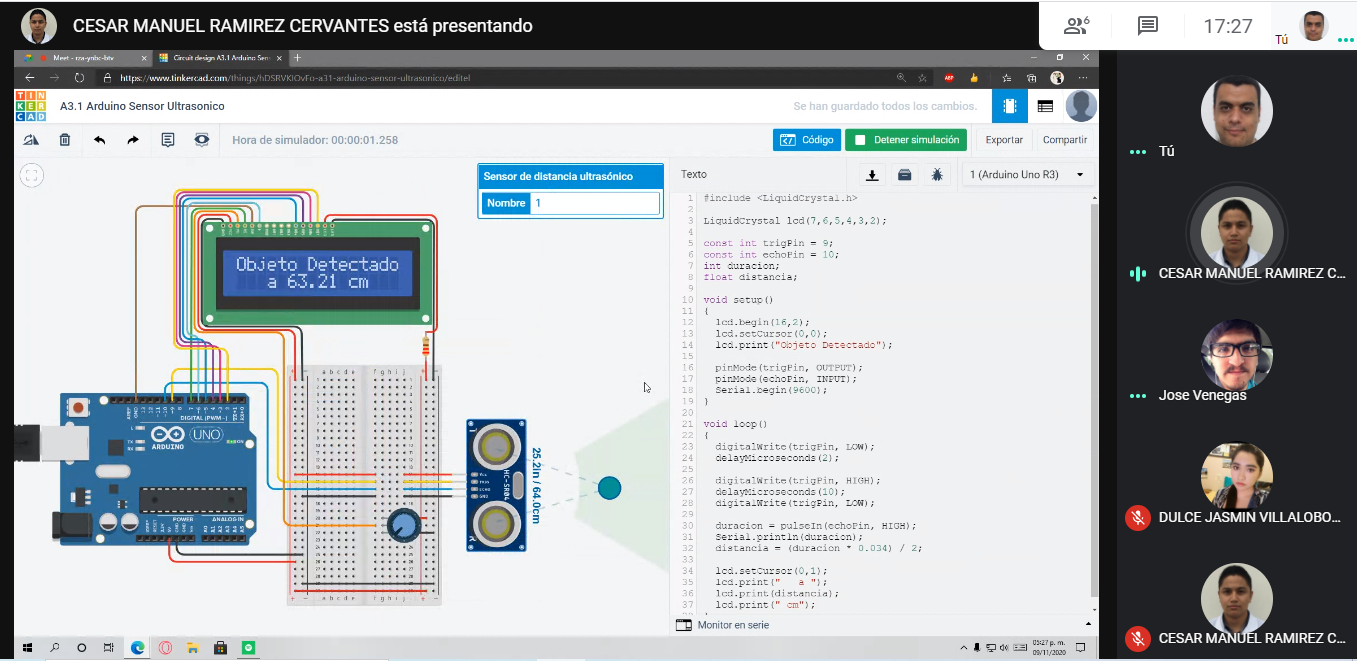 CESAR MANUEL RAMIREZ CERVANTES está presentando
6
17:27
Tú
Meet - rza-ynbc-btv
Circuit design A3.1 Arduino Sens
https://www.tinkercad.com/things/hDSRVKIOvFo-a31-arduino-sensor-ultrasonico/editel
ABP
TIN
KER
CAD
A3.1 Arduino Sensor Ultrasonico
Se han guardado todos los cambios.
Hora de simulador: 00:00:01.258
Código
Detener simulación
Exportar
Compartir
Sensor de distancia ultrasónico
Nombre 1
Texto
1 (Arduino Uno R3)
Objeto Detectado
a 63.21 cm
DIGITAL (PWM~)
UNO
ARDUINO
POWER
ANALOG IN
a b c d e f g h i j
a b c d e f g h i j
HC-SR04
25.2in / 64.0cm
1 #include <LiquidCrystal.h>
2
3 LiquidCrystal lcd(7,6,5,4,3,2);
4
5 const int trigPin = 9;
6 const int echoPin = 10;
7 int duracion;
8 float distancia;
9
10 void setup()
11 {
12 lcd.begin(16,2);
13 lcd.setCursor(0,0);
14 lcd.print("Objeto Detectado");
15
16 pinMode(trigPin, OUTPUT);
17 pinMode(echoPin, INPUT);
18 Serial.begin(9600);
19 }
20
21 void loop()
22 {
23 digitalWrite(trigPin, LOW);
24 delayMicroseconds(2);
25
26 digitalWrite(trigPin, HIGH);
27 delayMicroseconds(10);
28 digitalWrite(trigPin, LOW);
29
30 duracion = pulseIn(echoPin, HIGH);
31 Serial.println(duracion);
32 distancia = (duracion * 0.034) / 2;
33
34 lcd.setCursor(0,1);
35 lcd.print("   a ");
36 lcd.print(distancia);
37 lcd.print(" cm");
Monitor en serie
05:27 p. m.
09/11/2020
Tú
CESAR MANUEL RAMIREZ C...
Jose Venegas
DULCE JASMIN VILLALOBO...
CESAR MANUEL RAMIREZ C...